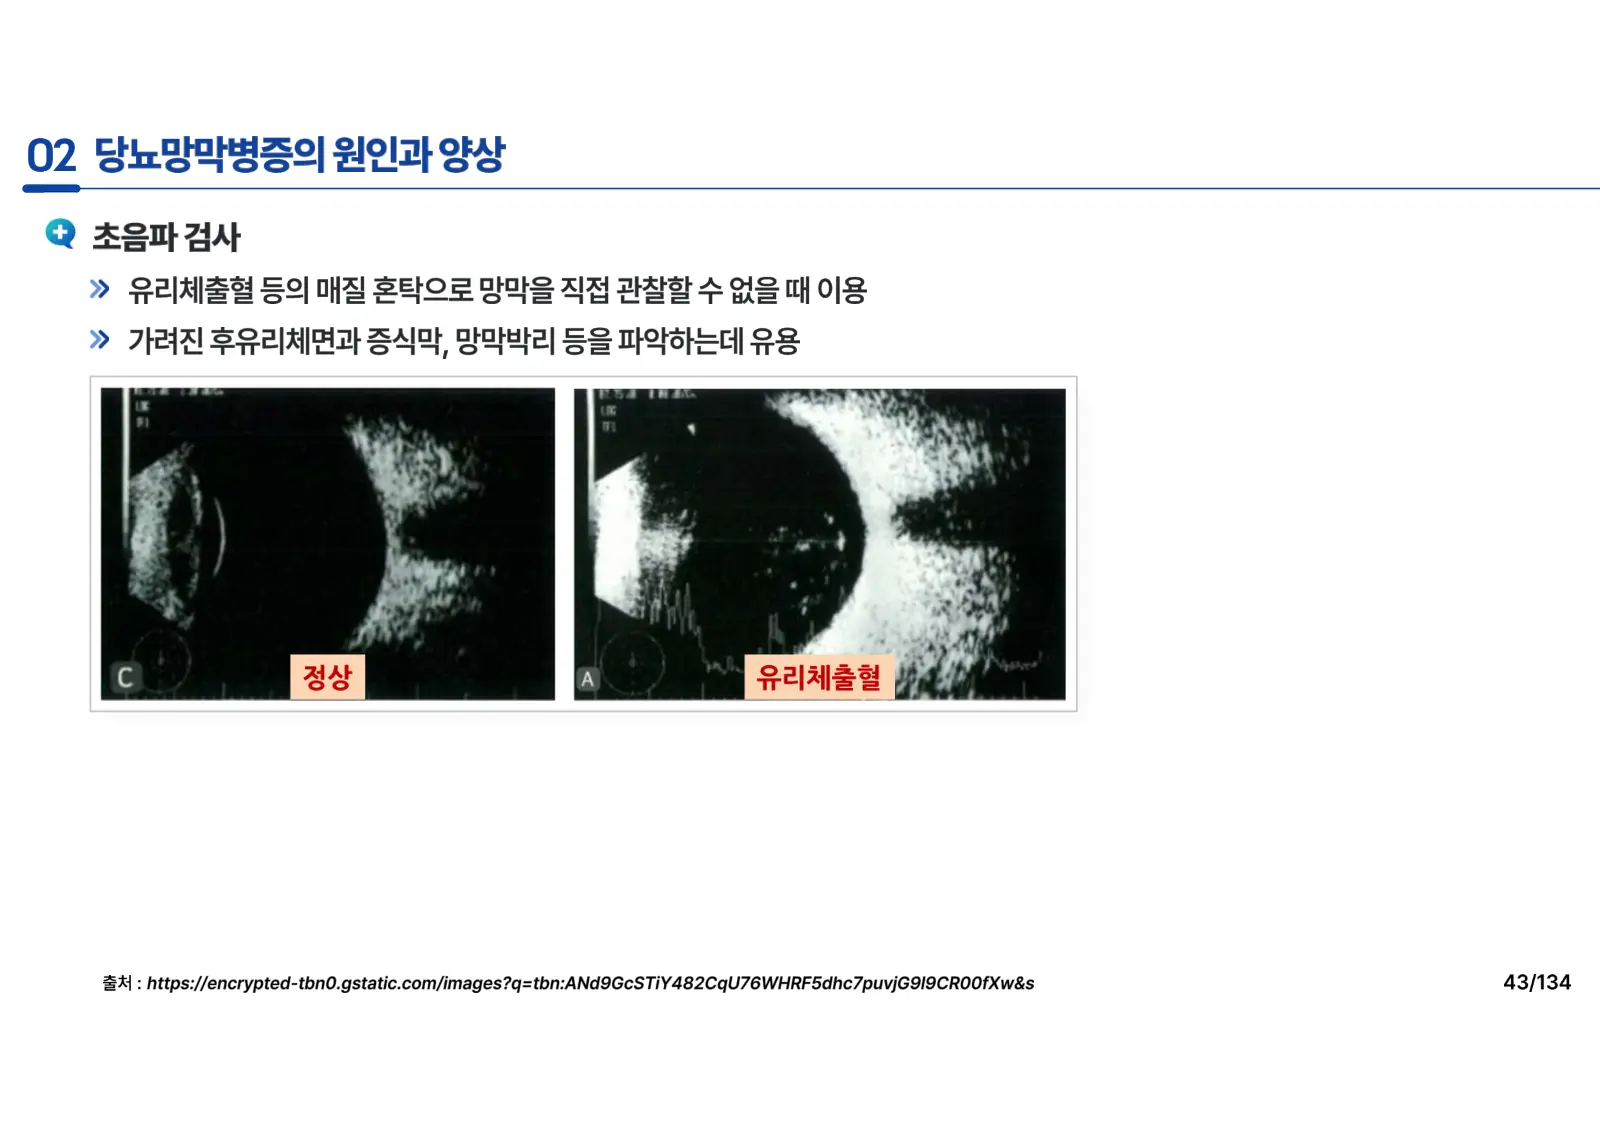 02 당뇨망막병증의 원인과 양상
초음파 검사
유리체출혈 등의 매질 혼탁으로 망막을 직접 관찰할 수 없을 때 이용
가려진 후유리체면과 증식막, 망막박리 등을 파악하는데 유용
C
정상
A
유리체출혈
출처 : https://encrypted-tbn0.gstatic.com/images?q=tbn:ANd9GcSTiY482CqU76WHRF5dhc7puvjG9I9CR00fXw&s
43/134